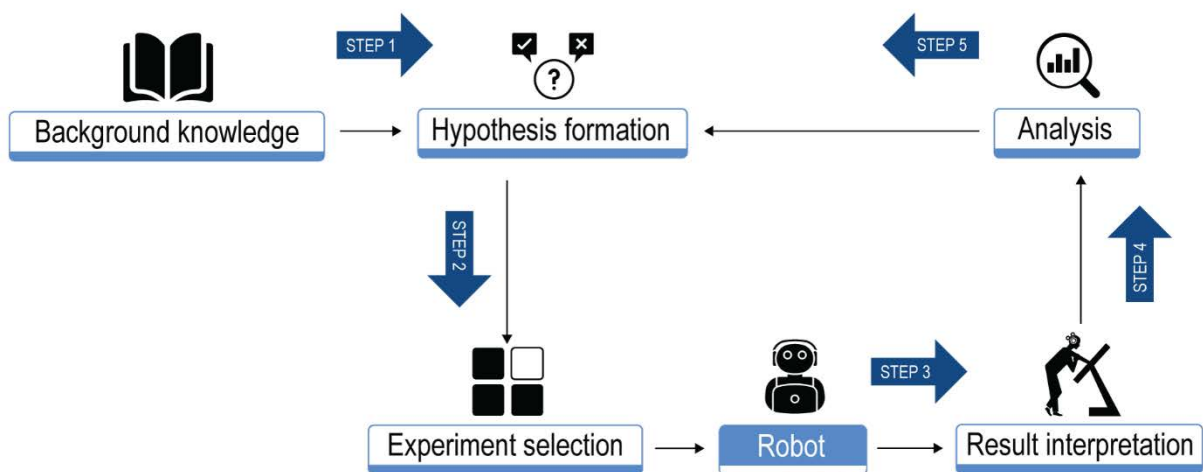 STEP 1
STEP 5
Background knowledge
Hypothesis formation
Analysis
STEP 2
STEP 4
STEP 3
Experiment selection
Robot
Result interpretation